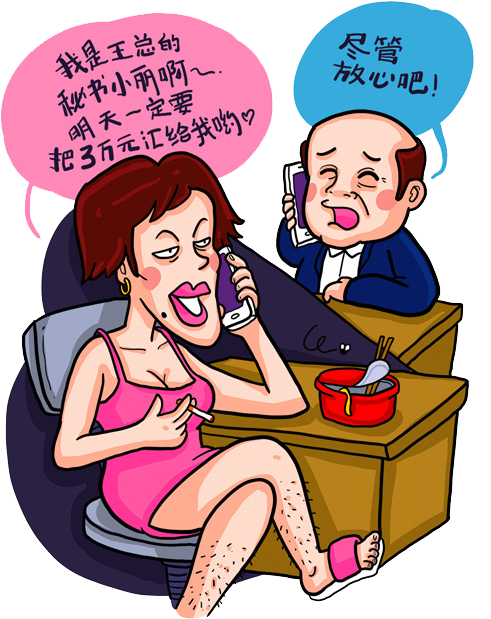 我是王总的
秘书小丽啊～.
明天一定要
把3万元汇给我哟♡
尽管
放心吧!